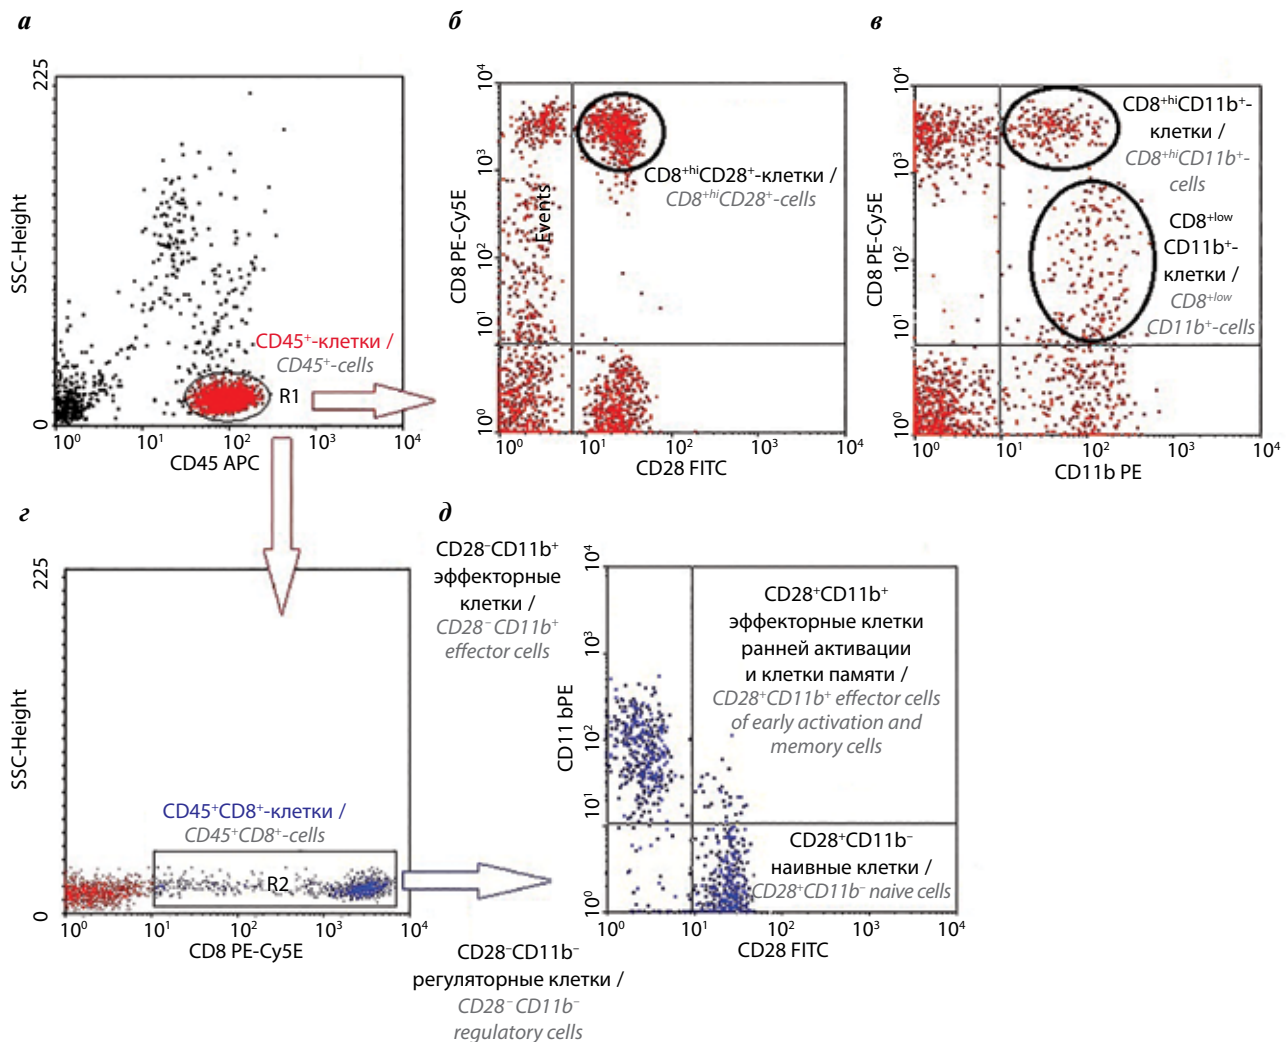 а
225
SSC-Height
0
CD45⁺-клетки /
CD45⁺-cells
R1
10⁰ 10¹ 10² 10³ 10⁴
CD45 APC
б
10⁴
10³
10²
10¹
10⁰
CD8 PE-Cy5E
Events
CD8⁺ʰⁱCD28⁺-клетки /
CD8⁺ʰⁱCD28⁺-cells
10⁰ 10¹ 10² 10³ 10⁴
CD28 FITC
в
10⁴
10³
10²
10¹
10⁰
CD8 PE-Cy5E
CD8⁺ʰⁱCD11b⁺-
клетки /
CD8⁺ʰⁱCD11b⁺-
cells
CD8⁺ˡᵒʷ
CD11b⁺-
клетки /
CD8⁺ˡᵒʷ
CD11b⁺-cells
10⁰ 10¹ 10² 10³ 10⁴
CD11b PE
г
225
SSC-Height
0
CD45⁺CD8⁺-клетки /
CD45⁺CD8⁺-cells
R2
10⁰ 10¹ 10² 10³ 10⁴
CD8 PE-Cy5E
д
CD28⁻CD11b⁺
эффекторные
клетки /
CD28⁻CD11b⁺
effector cells
10⁴
10³
10²
10¹
10⁰
CD11 bPE
CD28⁺CD11b⁺
эффекторные клетки
ранней активации
и клетки памяти /
CD28⁺CD11b⁺ effector cells
of early activation and
memory cells
CD28⁺CD11b⁻
наивные клетки /
CD28⁺CD11b⁻ naive cells
10⁰ 10¹ 10² 10³ 10⁴
CD28 FITC
CD28⁻CD11b⁻
регуляторные клетки /
CD28⁻CD11b⁻
regulatory cells